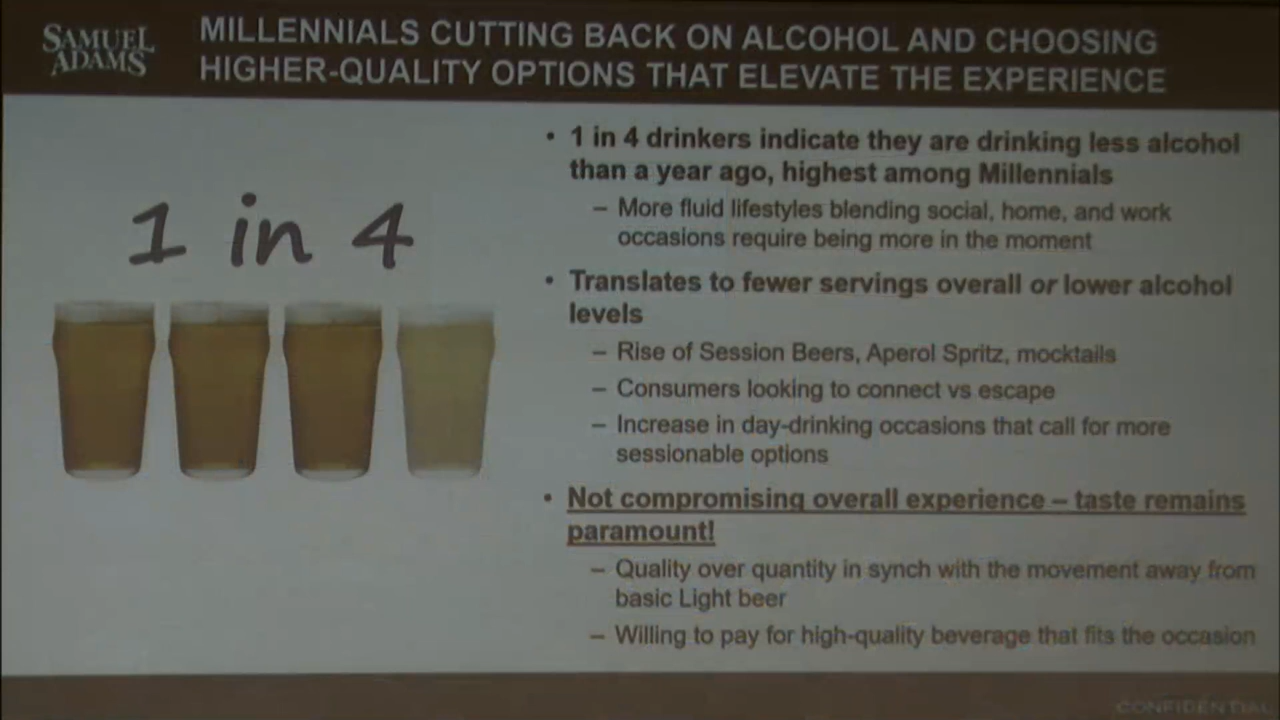 SAMUEL
ADAMS
MILLENNIALS CUTTING BACK ON ALCOHOL AND CHOOSING
HIGHER-QUALITY OPTIONS THAT ELEVATE THE EXPERIENCE
1 in 4
• 1 in 4 drinkers indicate they are drinking less alcohol
than a year ago, highest among Millennials
– More fluid lifestyles blending social, home, and work
occasions require being more in the moment
• Translates to fewer servings overall or lower alcohol
levels
– Rise of Session Beers, Aperol Spritz, mocktails
– Consumers looking to connect vs escape
– Increase in day-drinking occasions that call for more
sessionable options
• Not compromising overall experience – taste remains
paramount!
– Quality over quantity in synch with the movement away from
basic Light beer
– Willing to pay for high-quality beverage that fits the occasion
CONFIDENTIAL